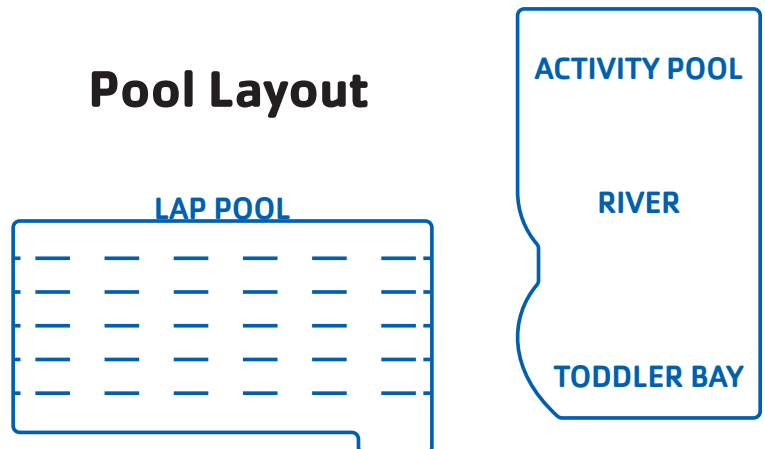 Pool Layout
LAP POOL
ACTIVITY POOL
RIVER
TODDLER BAY